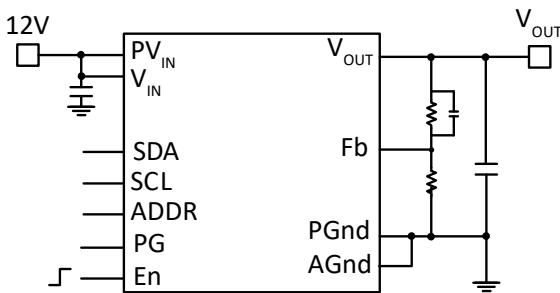 12V
V_OUT
PV_IN
V_IN
V_OUT
SDA
Fb
SCL
ADDR
PG
PGnd
En
AGnd